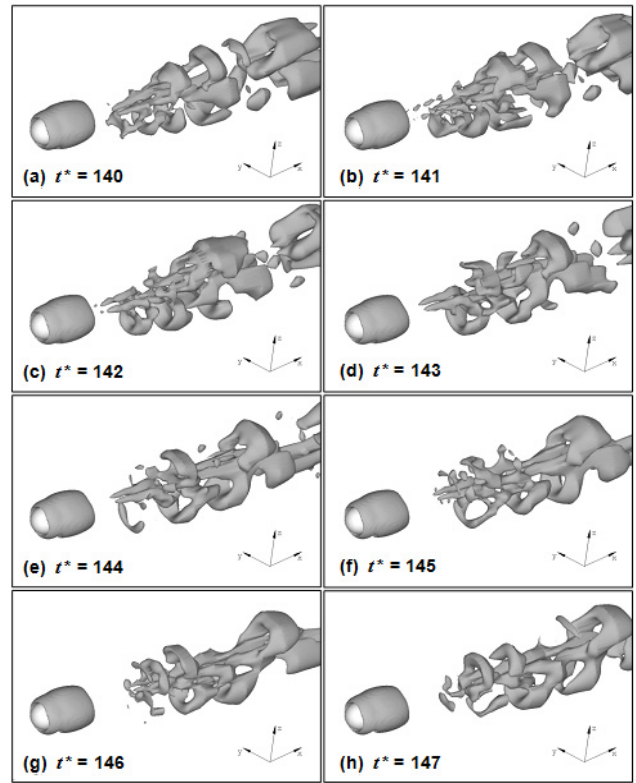 y z x
(a) t* = 140
y z x
(b) t* = 141
y z x
(c) t* = 142
y z x
(d) t* = 143
y z x
(e) t* = 144
y z x
(f) t* = 145
y z x
(g) t* = 146
y z x
(h) t* = 147